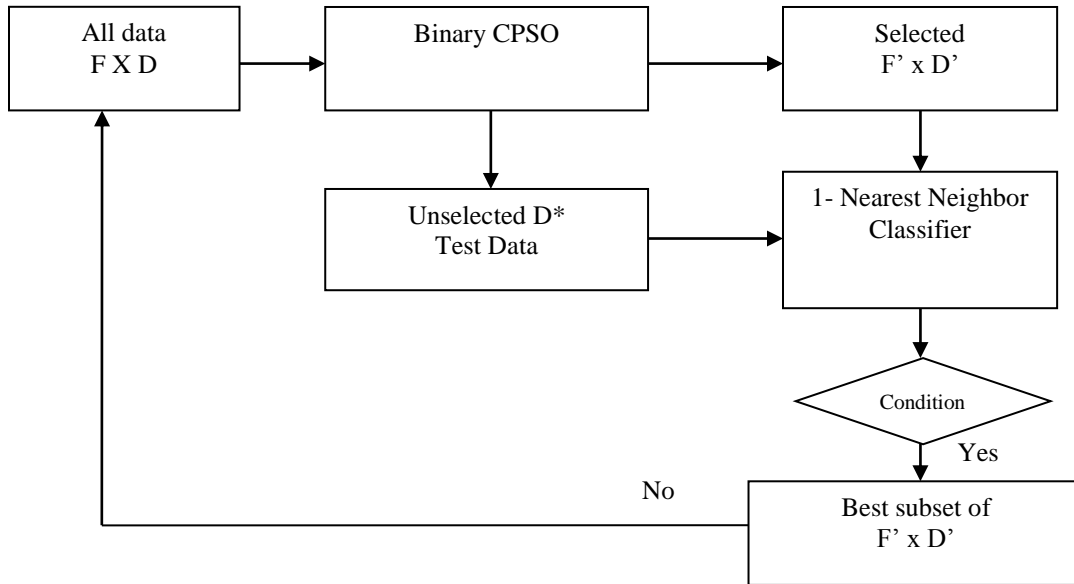 All data
F X D
Binary CPSO
Selected
F’ x D’
Unselected D*
Test Data
1- Nearest Neighbor
Classifier
Condition
Yes
No
Best subset of
F’ x D’